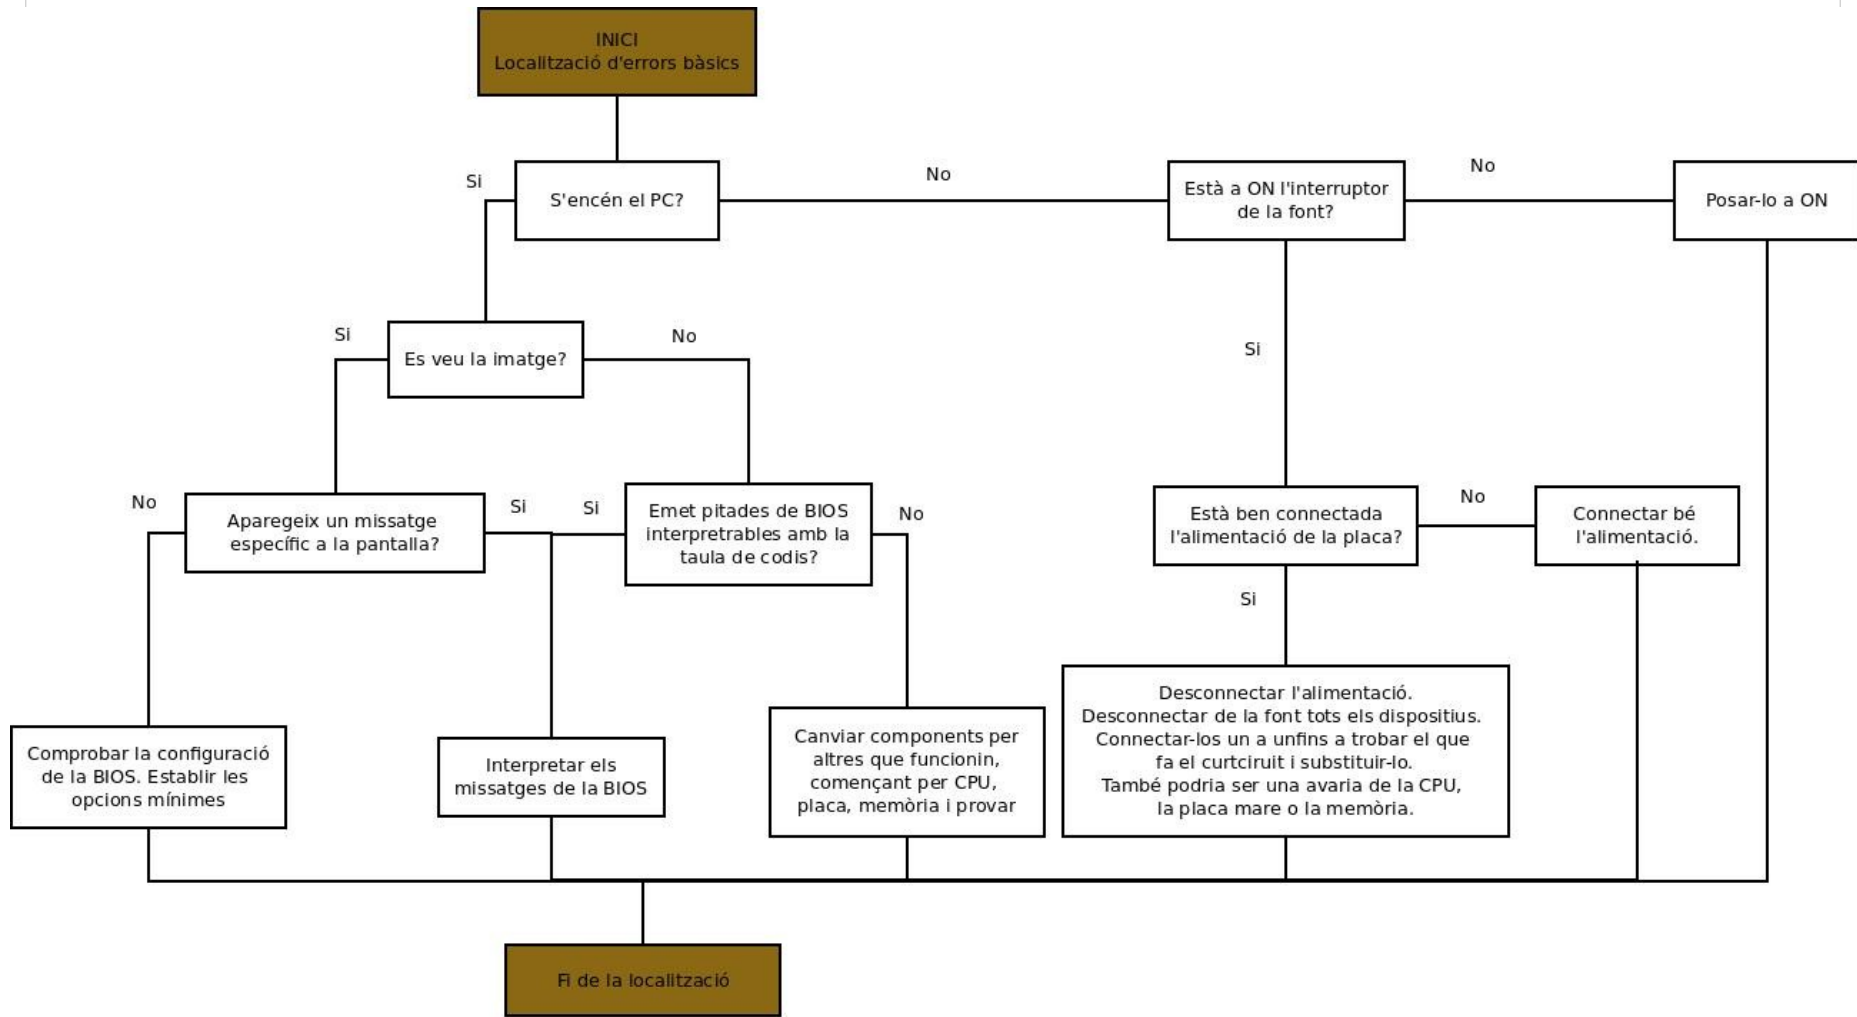 INICI
Localització d'errors bàsics
Si
S'encén el PC?
No
Està a ON l'interruptor
de la font?
No
Posar-lo a ON
Si
Es veu la imatge?
No
Si
No
Aparegeix un missatge
específic a la pantalla?
Si
Si
Emet pitades de BIOS
interpretrables amb la
taula de codis?
No
Està ben connectada
l'alimentació de la placa?
No
Connectar bé
l'alimentació.
Si
Comprobar la configuració
de la BIOS. Establir les
opcions mínimes
Interpretar els
missatges de la BIOS
Canviar components per
altres que funcionin,
començant per CPU,
placa, memòria i provar
Desconnectar l'alimentació.
Desconnectar de la font tots els dispositius.
Connectar-los un a unfins a trobar el que
fa el curtciruit i substituir-lo.
També podria ser una avaria de la CPU,
la placa mare o la memòria.
Fi de la localització